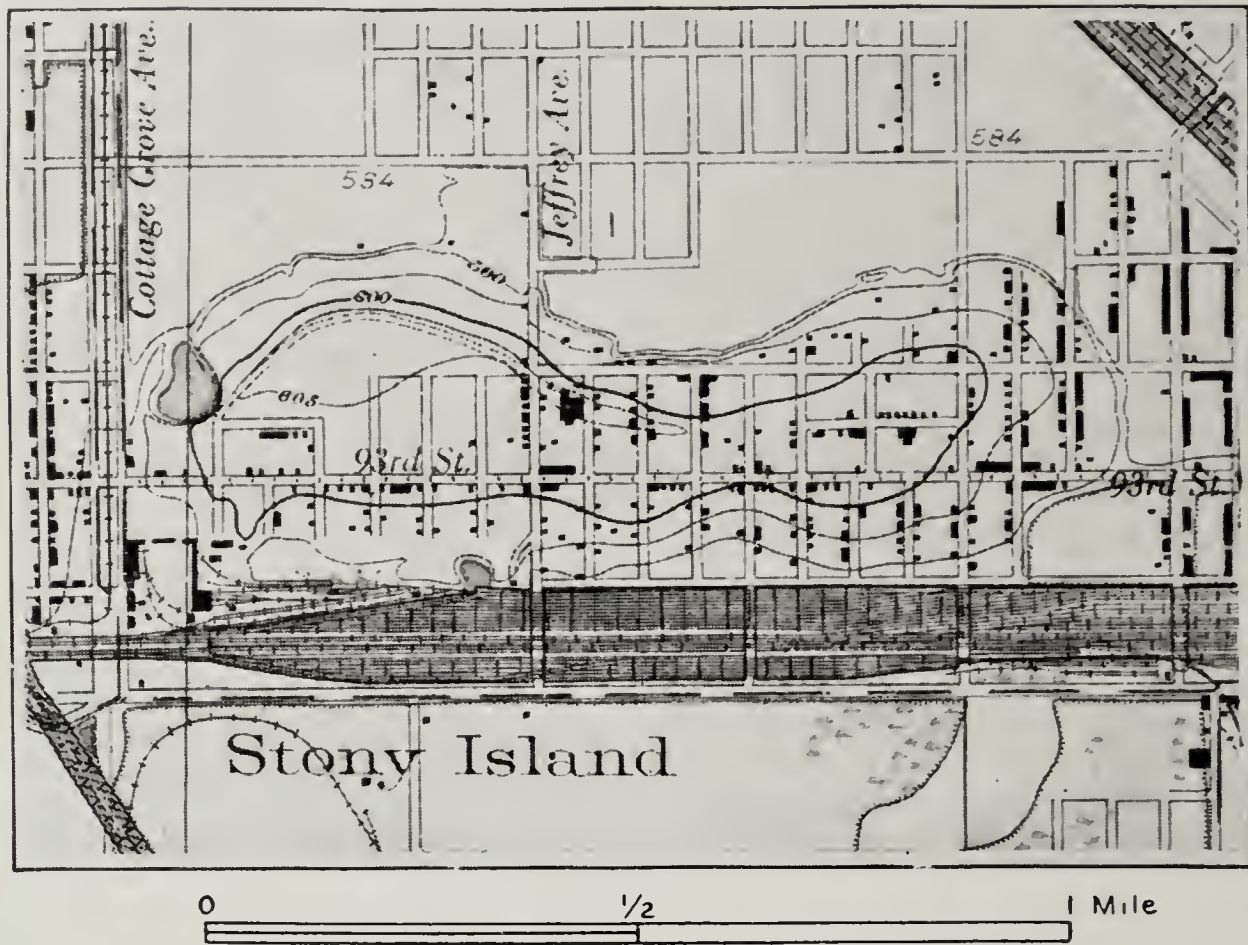 Cottage Grove Ave.
Jeffrey Ave.
584
584
590
600
605
93rd St.
93rd St.
Stony Island
0 1/2 1 Mile